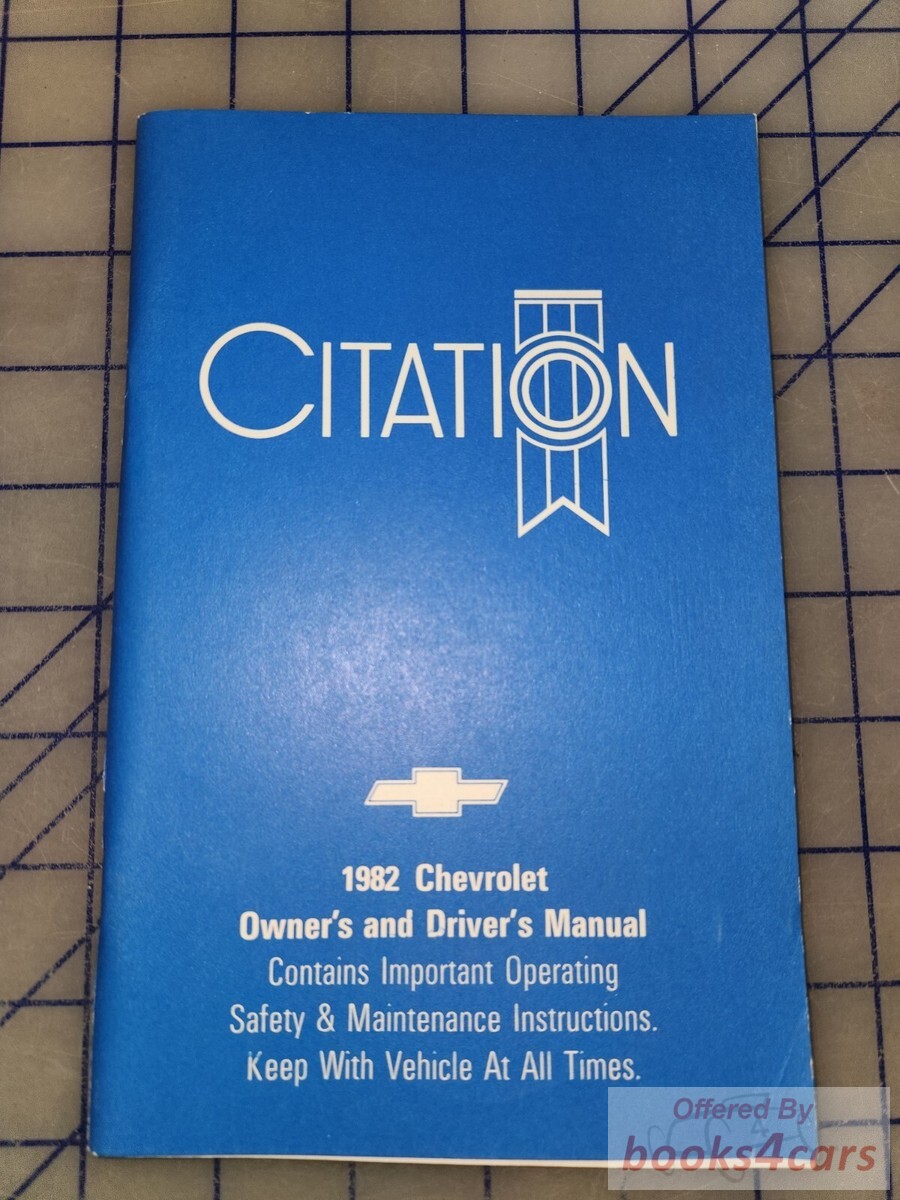 CITATION
1982 Chevrolet
Owner's and Driver's Manual
Contains Important Operating
Safety & Maintenance Instructions.
Keep With Vehicle At All Times.
Offered By
books4cars